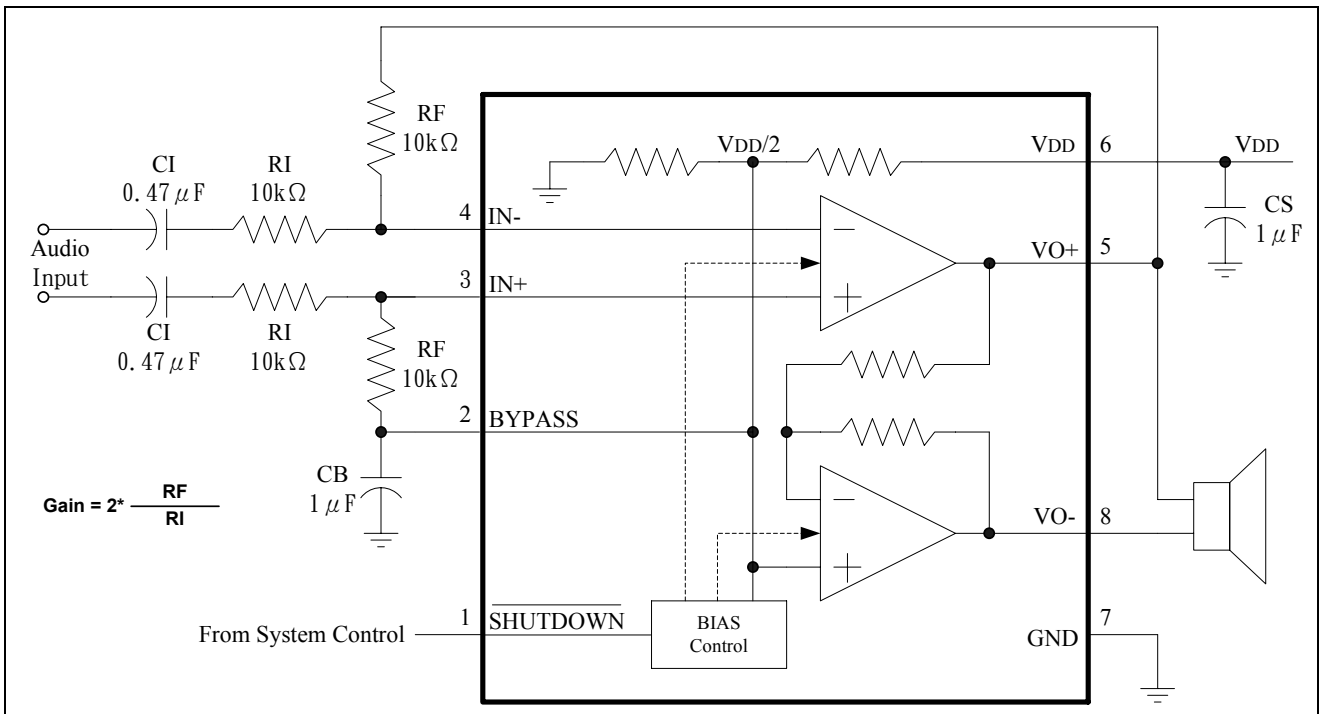 RF
10kΩ
CI
0.47μF
RI
10kΩ
Audio
Input
CI
0.47μF
RI
10kΩ
RF
10kΩ
CB
1μF
Gain = 2* RF
RI
From System Control
4 IN-
3 IN+
2 BYPASS
1 SHUTDOWN
VDD/2
VDD 6 VDD
CS
1μF
VO+ 5
−
+
−
+
VO- 8
BIAS
Control
GND 7